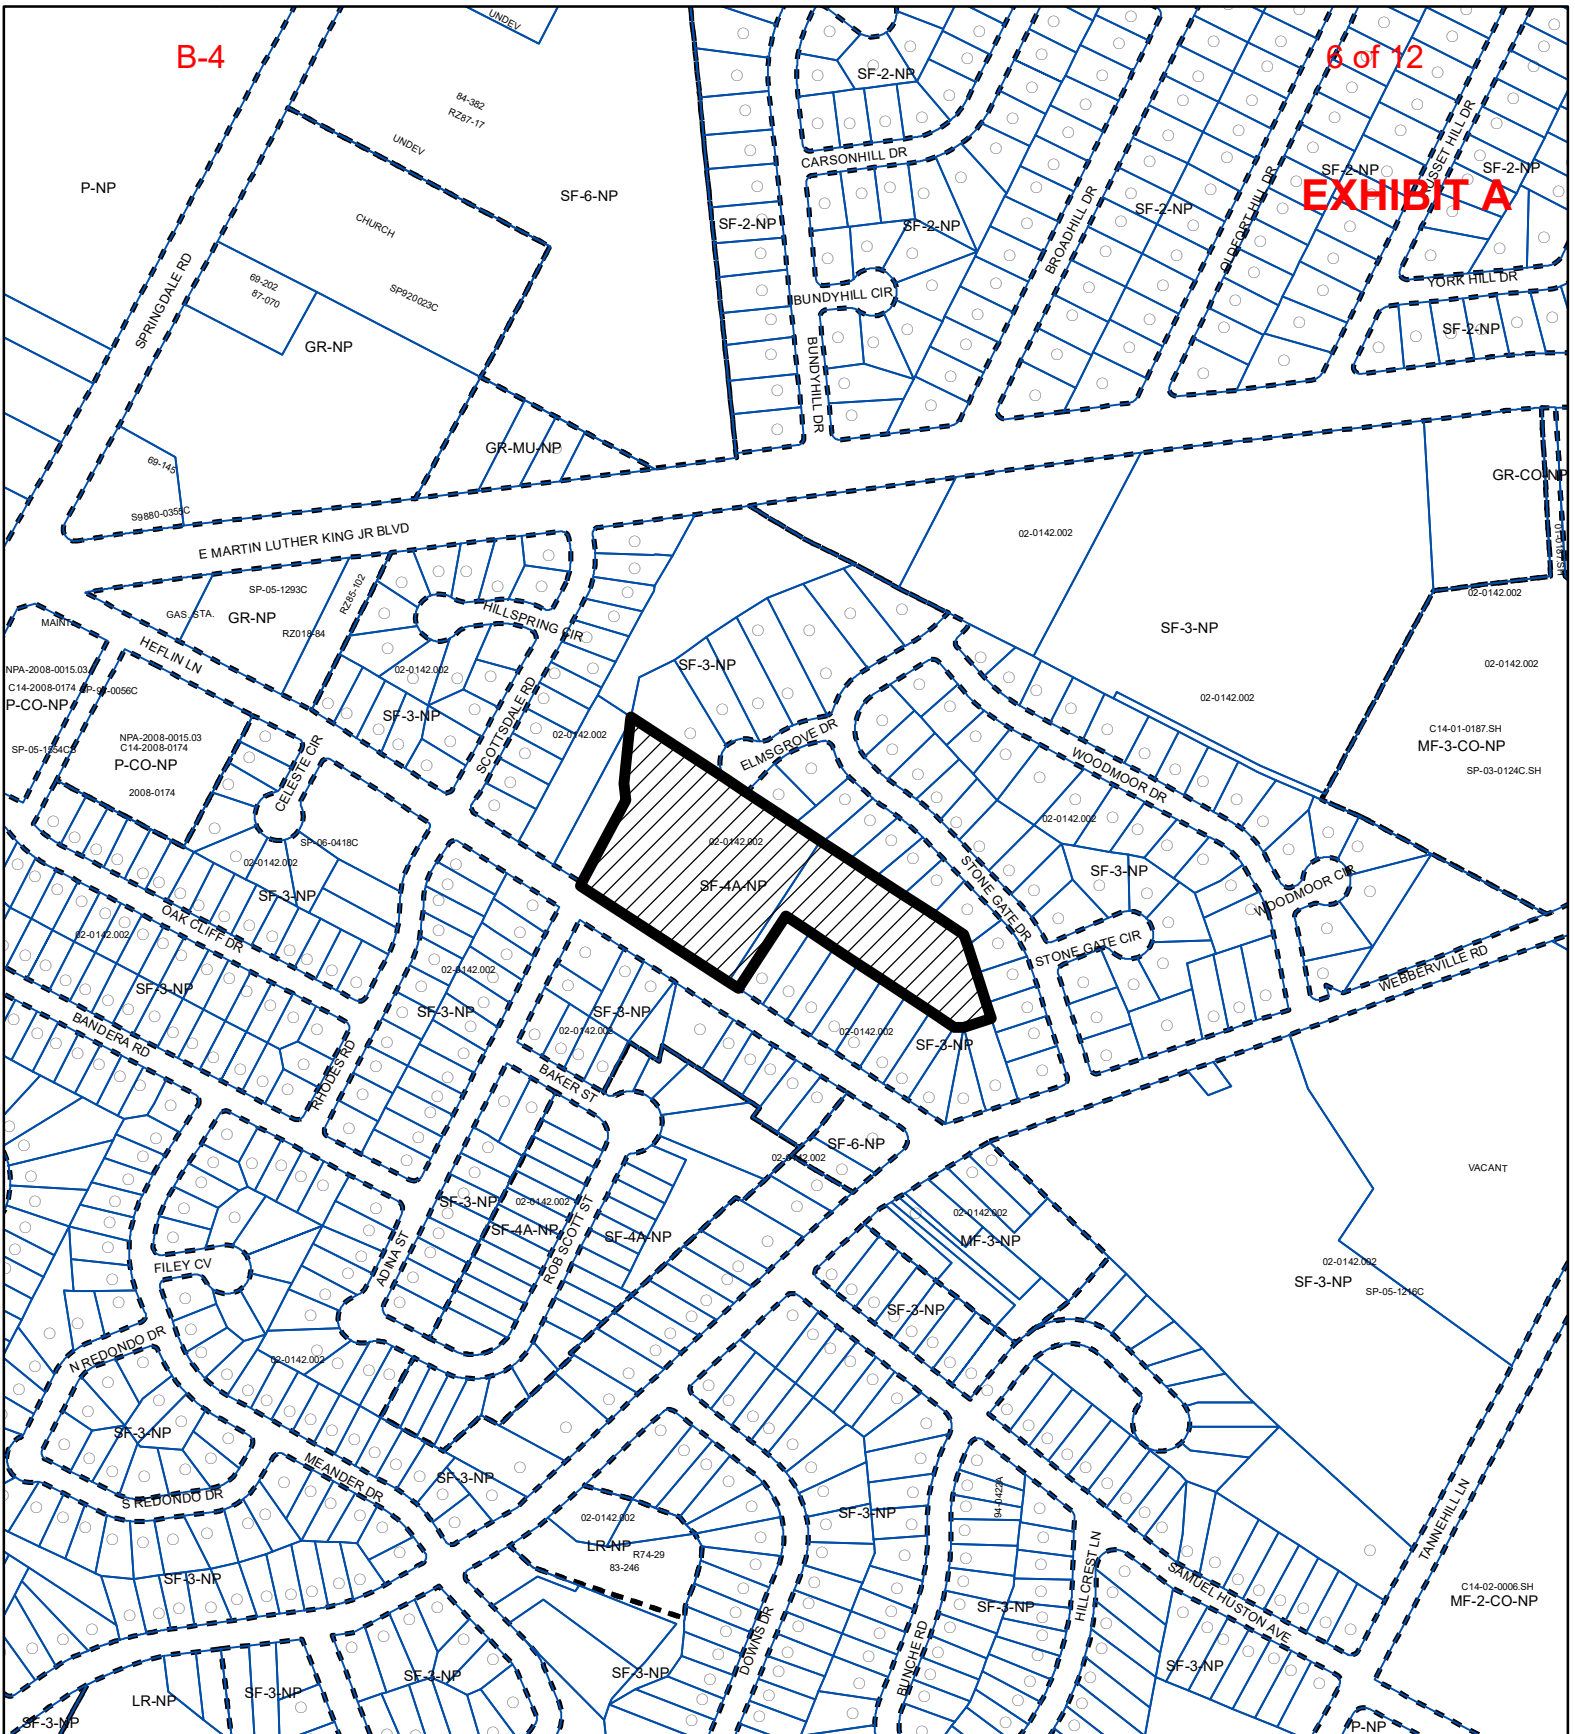 B-4
6 of 12
EXHIBIT A
UNDEV
84-382
RZ87-17
UNDEV
P-NP
SF-6-NP
CHURCH
SP920023C
69-202
87-070
GR-NP
SPRINGDALE RD
69-145
S9880-0355C
GR-MU-NP
E MARTIN LUTHER KING JR BLVD
SF-2-NP
CARSONHILL DR
SF-2-NP
SF-2-NP
BUNDYHILL CIR
BUNDYHILL DR
BROADHILL DR
SF-2-NP
OLDFORT HILL DR
SF-2-NP
SF-2-NP
YORK HILL DR
SF-2-NP
GR-CO-NP
02-0142.002
02-0142.002
SF-3-NP
02-0142.002
02-0142.002
C14-01-0187.SH
MF-3-CO-NP
SP-03-0124C.SH
SP-05-1293C
RZ85-102
GAS. STA.
GR-NP
RZ018-84
MAINT
HEFLIN LN
HILLSPRING CIR
02-0142.002
SF-3-NP
SCOTTSDALE RD
02-0142.002
NPA-2008-0015.03
C14-2008-0174
P-CO-NP
NPA-2008-0015.03
C14-2008-0174
P-CO-NP
2008-0174
CELESTE CIR
SP-06-0418C
02-0142.002
SF-3-NP
SF-3-NP
ELMSGROVE DR
02-0142.002
SF-4A-NP
WOODMOOR DR
02-0142.002
SF-3-NP
STONE GATE DR
STONE GATE CIR
WOODMOOR CIR
WEBBERVILLE RD
OAK CLIFF DR
02-0142.002
SF-3-NP
BANDERA RD
RHODES RD
02-0142.002
SF-3-NP
SF-3-NP
02-0142.002
02-0142.002
SF-3-NP
BAKER ST
SF-6-NP
02-0142.002
VACANT
02-0142.002
SF-3-NP
SP-05-1216C
02-0142.002
MF-3-NP
SF-3-NP
SF-3-NP
02-0142.002
SF-4A-NP
SF-4A-NP
ROB SCOTT ST
ADINA ST
FILEY CV
N REDONDO DR
02-0142.002
SF-3-NP
S REDONDO DR
MEANDER DR
SF-3-NP
SF-3-NP
02-0142.002
LR-NP
R74-29
83-246
SF-3-NP
94-0422A
HILLCREST LN
SAMUEL HUSTON AVE
TANNEHILL LN
C14-02-0006.SH
MF-2-CO-NP
SF-3-NP
SF-3-NP
DOWNS DR
BUNCHE RD
SF-3-NP
SF-3-NP
LR-NP
SF-3-NP
SF-3-NP
P-NP